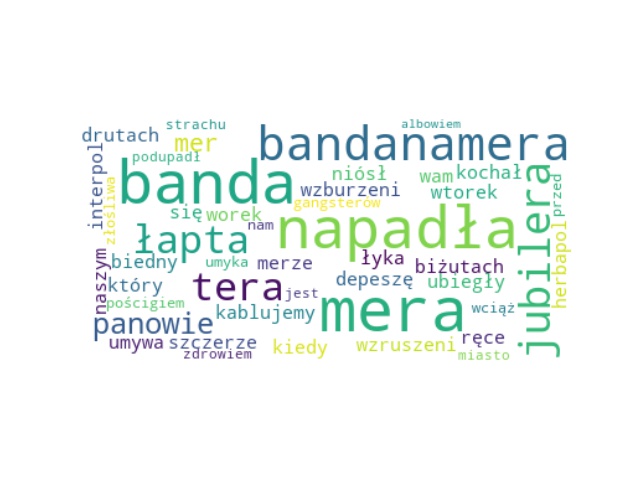 strachu
albowiem
drutach
mer
bandanamera
podupadł
interpol
banda
niósł
wam
kochał
przed
złośliwa
wzburzeni
wtorek
gangsterów
się
worek
nam
napadła
jubilera
łapta
herbapol
naszym
biedny
umyka
merze
łyka
biżutach
który
tera
jest
depeszę
ubiegły
pościgiem
kablujemy
mera
wciąż
panowie
umywa
szczerze
zdrowiem
kiedy
wzruszeni
ręce
miasto